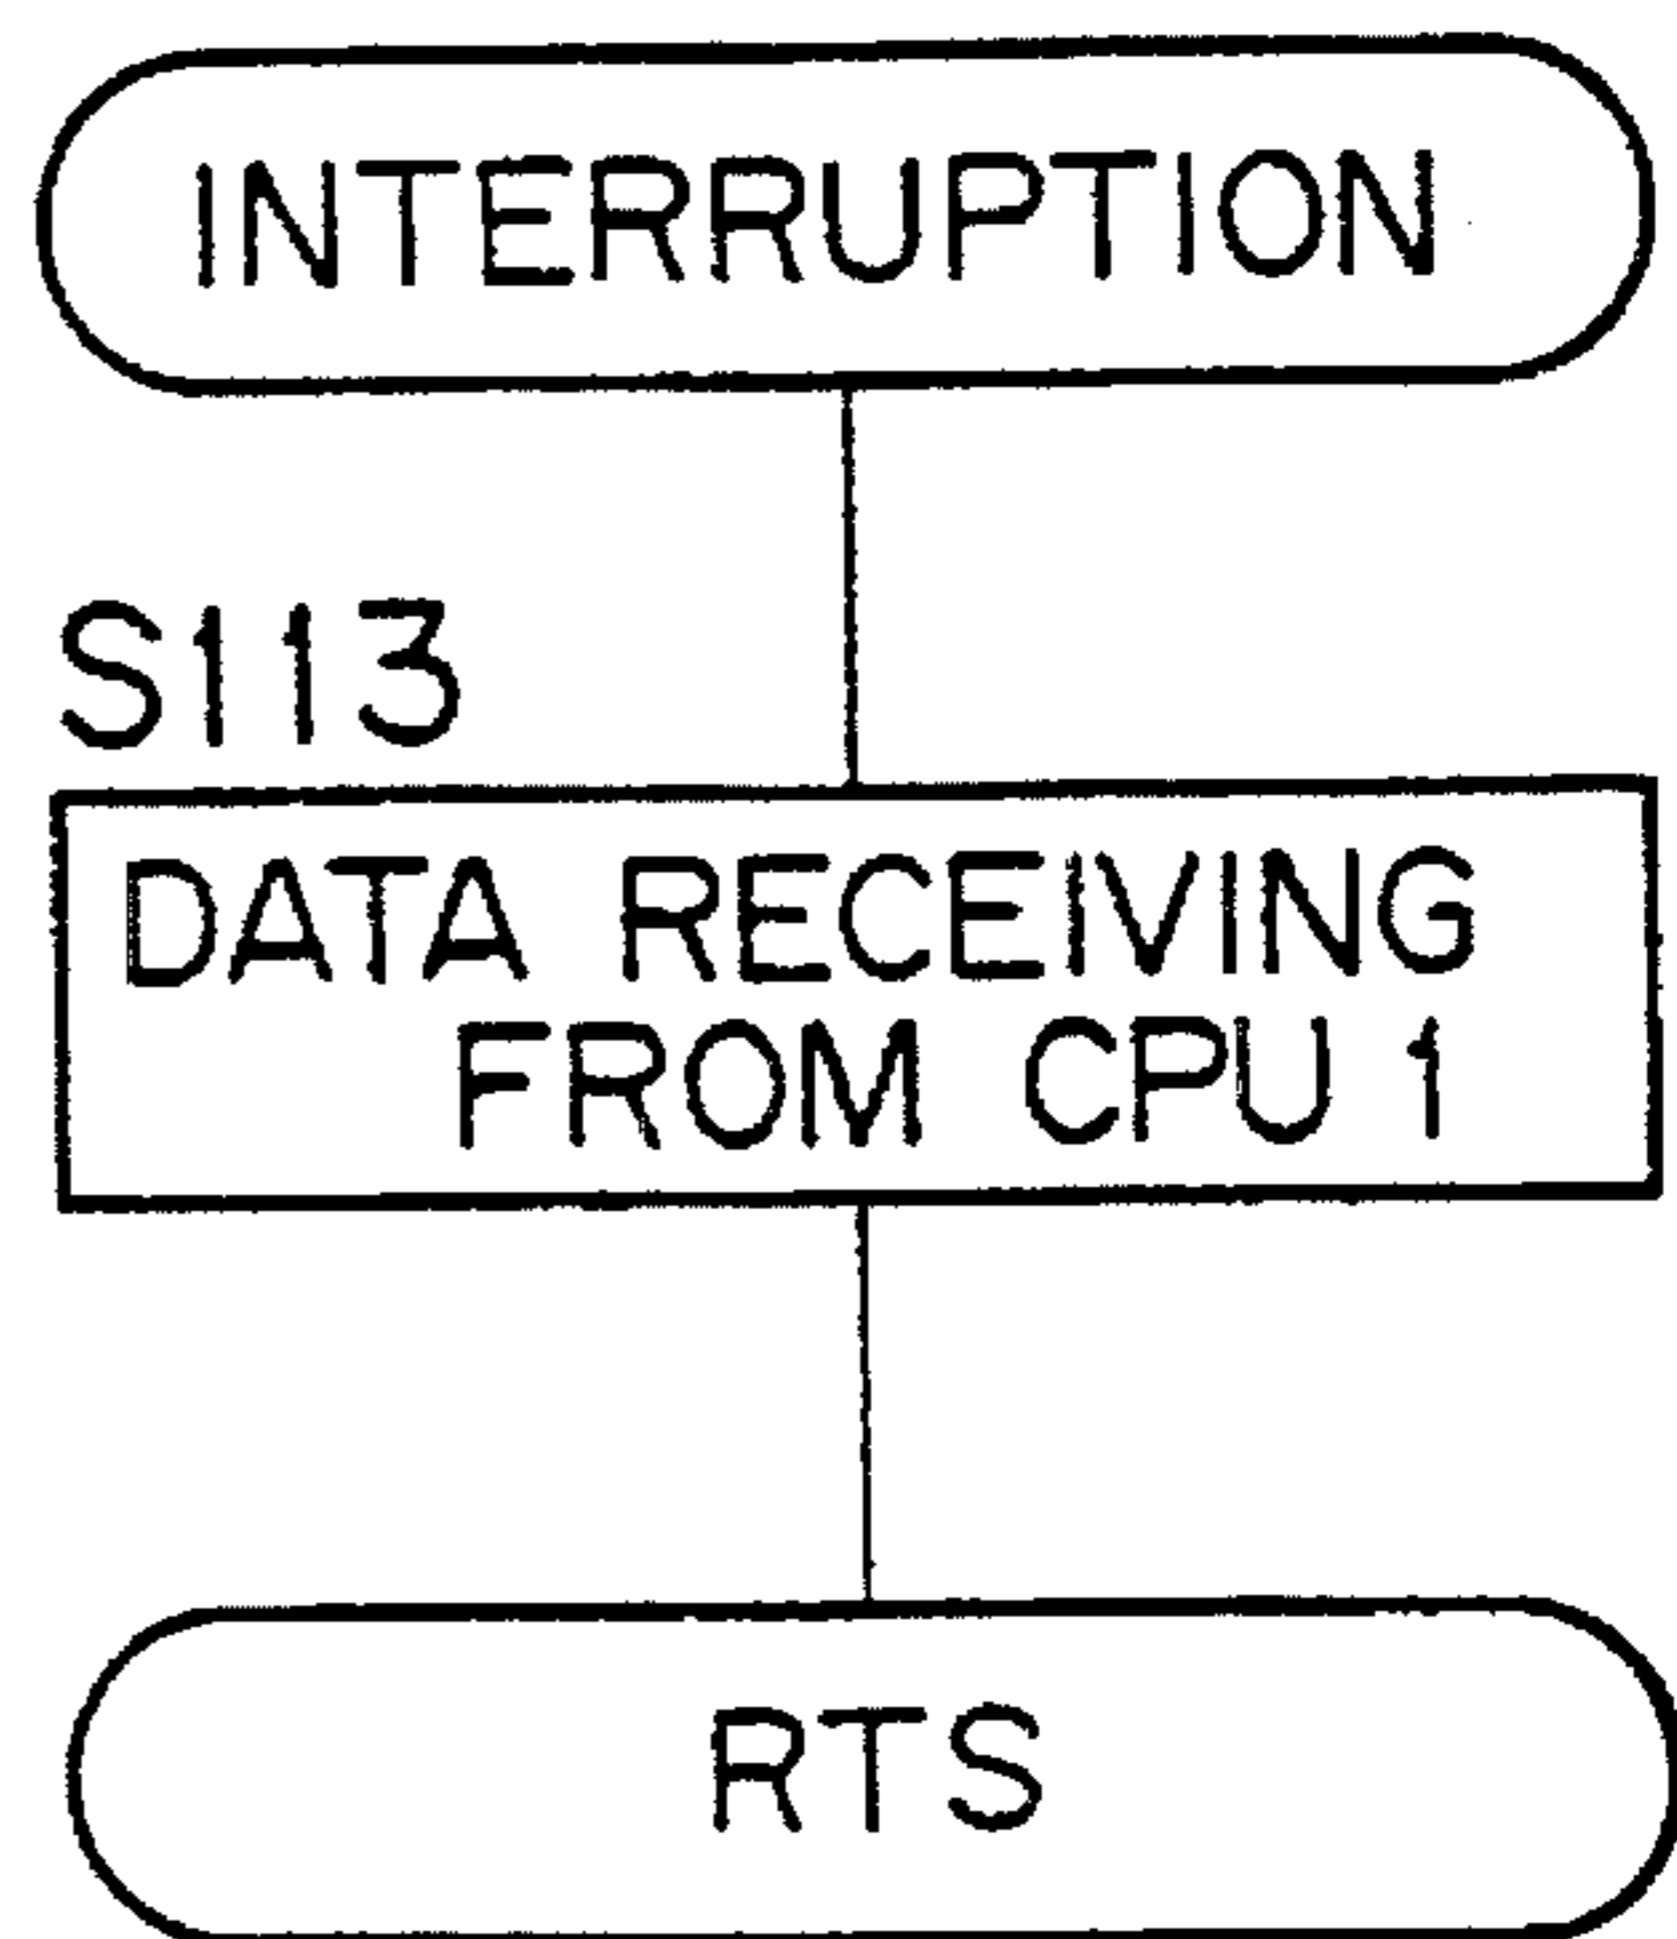 INTERRUPTION
S113
DATA RECEIVING
FROM CPU 1
RTS